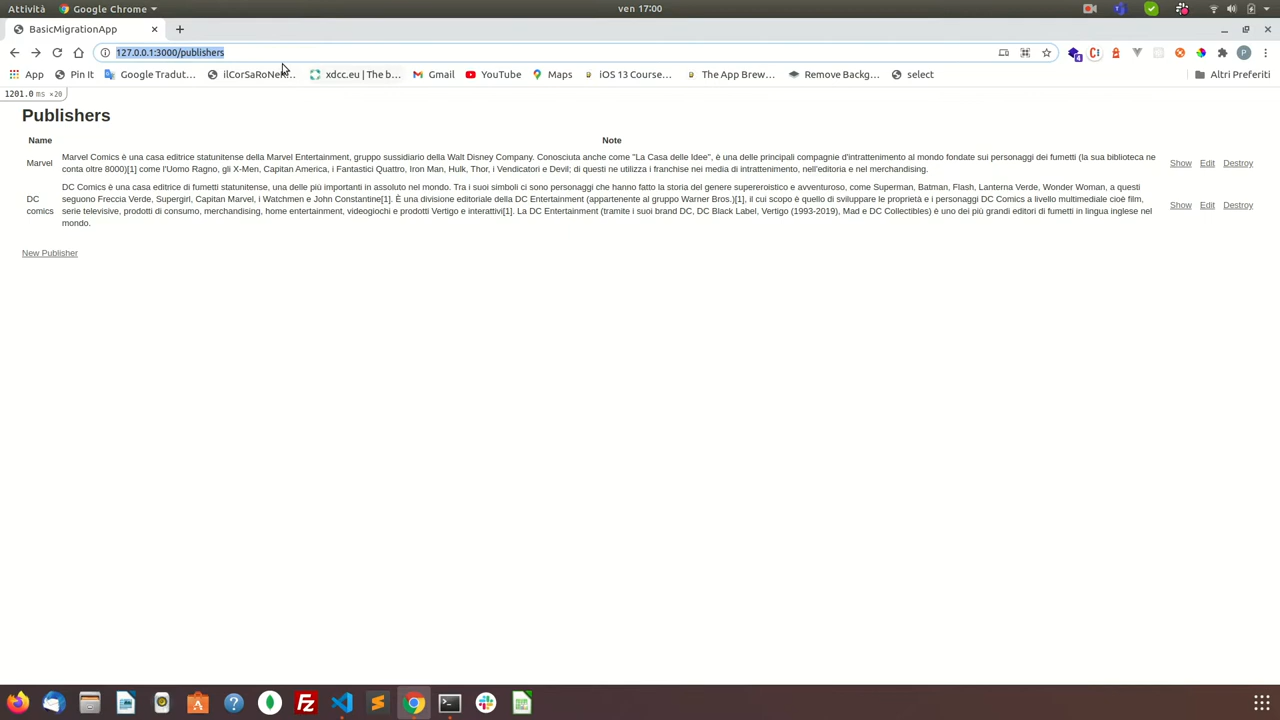 Attività
Google Chrome
ven 17:00
BasicMigrationApp
127.0.0.1:3000/publishers
App
Pin It
Google Tradut…
ilCorSaRoNeR…
xdcc.eu | The b…
Gmail
YouTube
Maps
iOS 13 Course…
The App Brew…
Remove Backg…
select
Altri Preferiti
1201.0 ms ×20
Publishers
Name
Note
Marvel
Marvel Comics è una casa editrice statunitense della Marvel Entertainment, gruppo sussidiario della Walt Disney Company. Conosciuta anche come "La Casa delle Idee", è una delle principali compagnie d'intrattenimento al mondo fondate sui personaggi dei fumetti (la sua biblioteca ne
conta oltre 8000)[1] come l'Uomo Ragno, gli X-Men, Capitan America, i Fantastici Quattro, Iron Man, Hulk, Thor, i Vendicatori e Devil; di questi ne utilizza i franchise nei media di intrattenimento, nell'editoria e nel merchandising.
Show Edit Destroy
DC
comics
DC Comics è una casa editrice di fumetti statunitense, una delle più importanti in assoluto nel mondo. Tra i suoi simboli ci sono personaggi che hanno fatto la storia del genere supereroistico e avventuroso, come Superman, Batman, Flash, Lanterna Verde, Wonder Woman, a questi
seguono Freccia Verde, Supergirl, Capitan Marvel, i Watchmen e John Constantine[1]. È una divisione editoriale della DC Entertainment (appartenente al gruppo Warner Bros.)[1], il cui scopo è quello di sviluppare le proprietà e i personaggi DC Comics a livello multimediale cioè film,
serie televisive, prodotti di consumo, merchandising, home entertainment, videogiochi e prodotti Vertigo e interattivi[1]. La DC Entertainment (tramite i suoi brand DC, DC Black Label, Vertigo (1993-2019), Mad e DC Collectibles) è uno dei più grandi editori di fumetti in lingua inglese nel
mondo.
Show Edit Destroy
New Publisher